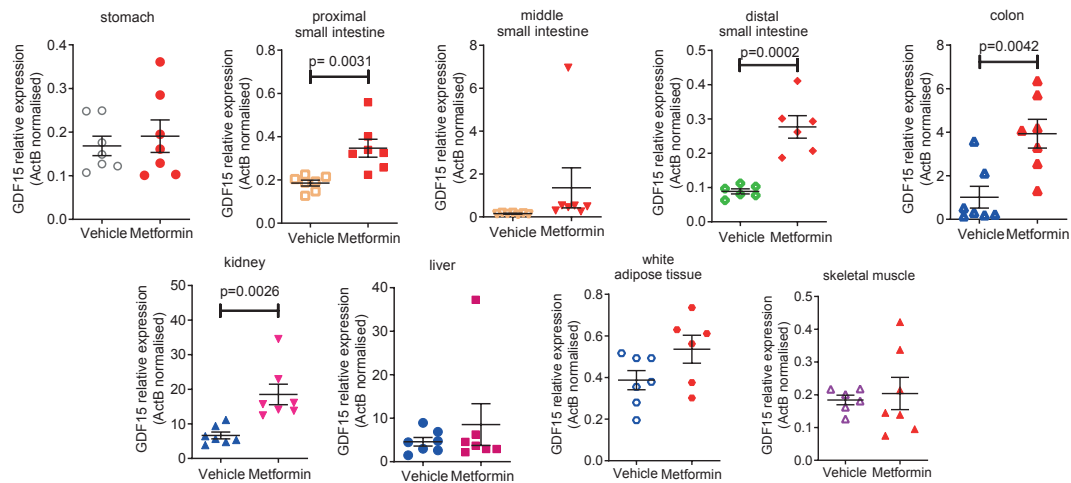 stomach
GDF15 relative expression
(ActB normalised)
0.4
0.3
0.2
0.1
0.0
Vehicle Metformin
proximal
small intestine
GDF15 relative expression
(ActB normalised)
0.8
0.6
0.4
0.2
0.0
p= 0.0031
Vehicle Metformin
middle
small intestine
GDF15 relative expression
(ActB normalised)
8
6
4
2
0
Vehicle Metformin
distal
small intestine
GDF15 relative expression
(ActB normalised)
0.5
0.4
0.3
0.2
0.1
0.0
p=0.0002
Vehicle Metformin
colon
GDF15 relative expression
(ActB normalised)
8
6
4
2
0
p=0.0042
Vehicle Metformin
kidney
GDF15 relative expression
(ActB normalised)
50
40
30
20
10
0
p=0.0026
Vehicle Metformin
liver
GDF15 relative expression
(ActB normalised)
40
30
20
10
0
Vehicle Metformin
white
adipose tissue
GDF15 relative expression
(ActB normalised)
0.8
0.6
0.4
0.2
0.0
Vehicle Metformin
skeletal muscle
GDF15 relative expression
(ActB normalised)
0.5
0.4
0.3
0.2
0.1
0.0
Vehicle Metformin